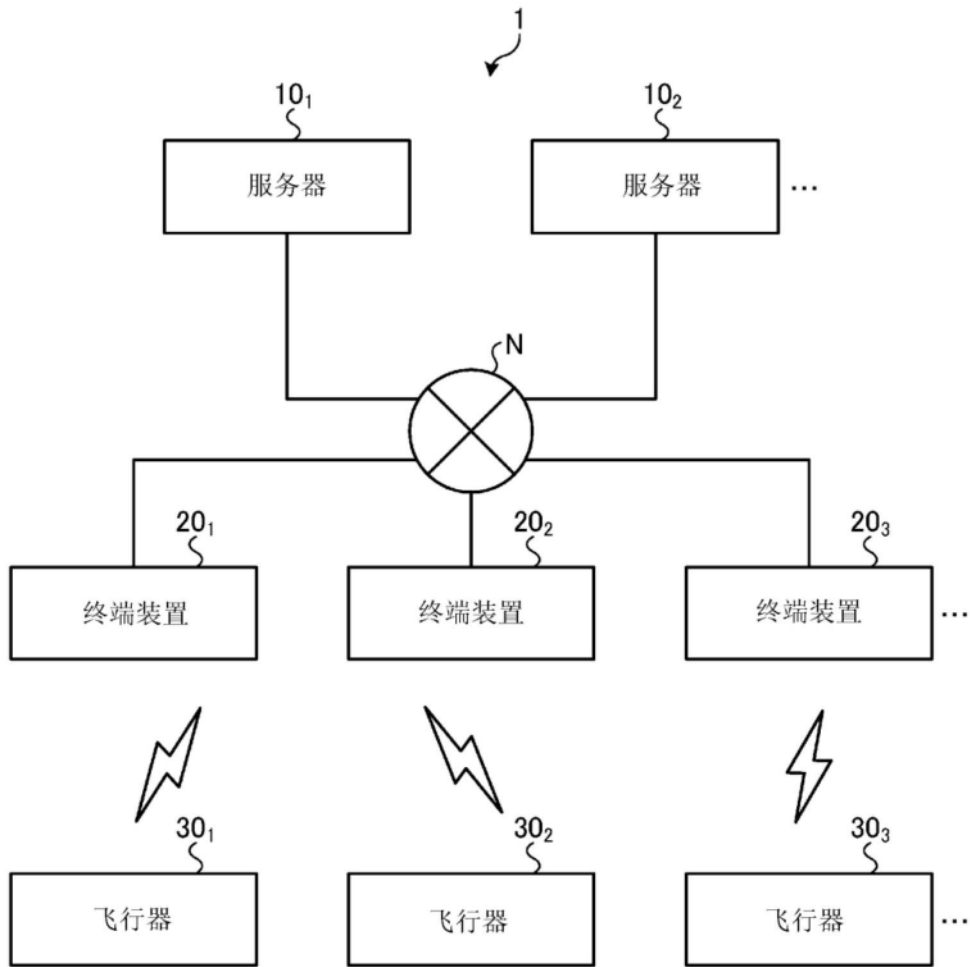 1
10₁ 10₂
服务器 服务器 …
N
20₁ 20₂ 20₃
终端装置 终端装置 终端装置 …
30₁ 30₂ 30₃
飞行器 飞行器 飞行器 …